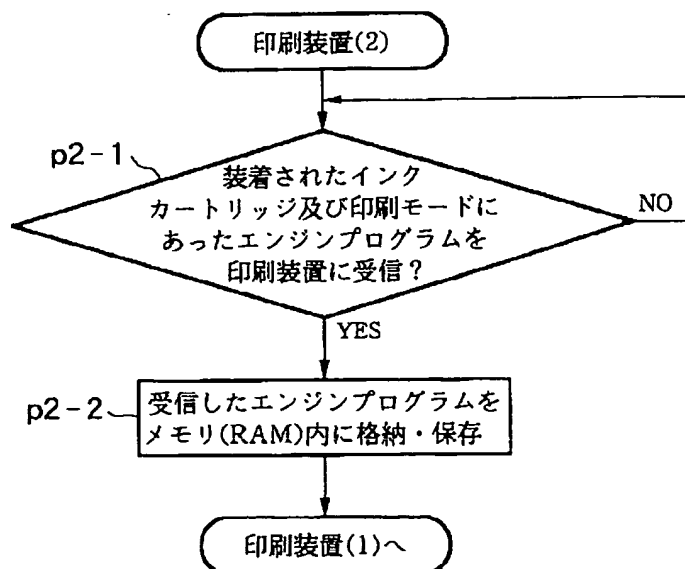 印刷装置(2)
p2-1
装着されたインク
カートリッジ及び印刷モードに
あったエンジンプログラムを
印刷装置に受信?
NO
YES
p2-2
受信したエンジンプログラムを
メモリ(RAM)内に格納・保存
印刷装置(1)へ